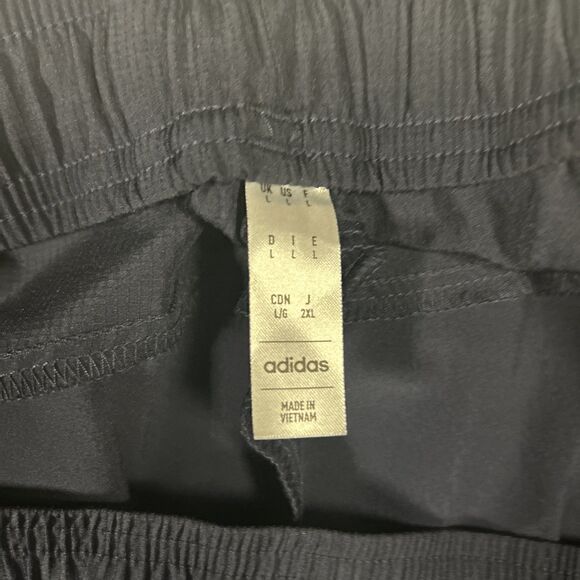 UK US F
L L L
D I E
L L L
CDN J
L/G 2XL
adidas
MADE IN
VIETNAM